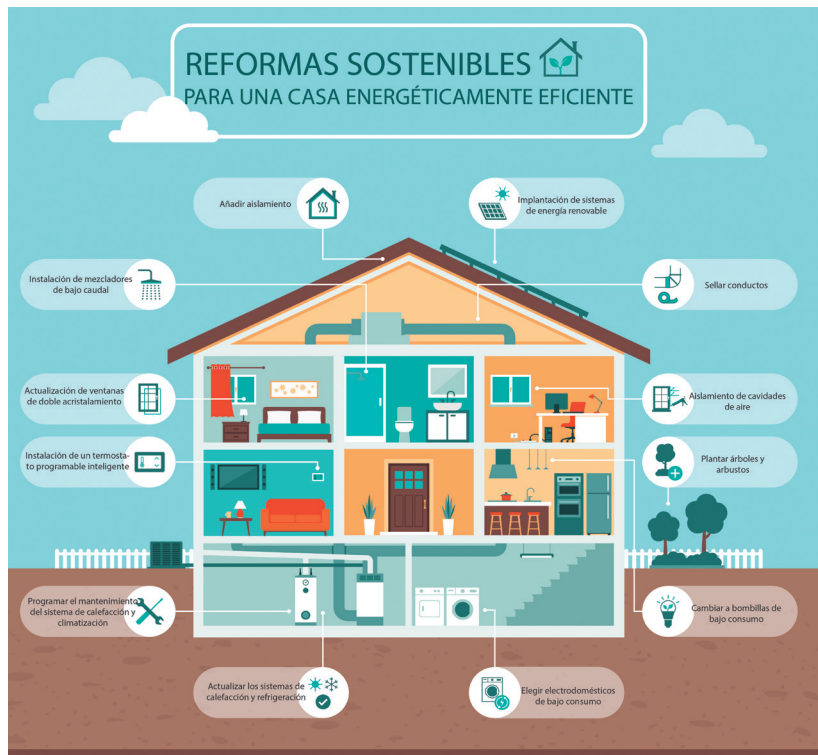 REFORMAS SOSTENIBLES
PARA UNA CASA ENERGÉTICAMENTE EFICIENTE
Añadir aislamiento
Implantación de sistemas
de energía renovable
Instalación de mezcladores
de bajo caudal
Sellar conductos
Actualización de ventanas
de doble acristalamiento
Aislamiento de cavidades
de aire
Instalación de un termosta-
to programable inteligente
Plantar árboles y
arbustos
Programar el mantenimiento
del sistema de calefacción y
climatización
Cambiar a bombillas de
bajo consumo
Actualizar los sistemas de
calefacción y refrigeración
Elegir electrodomésticos
de bajo consumo